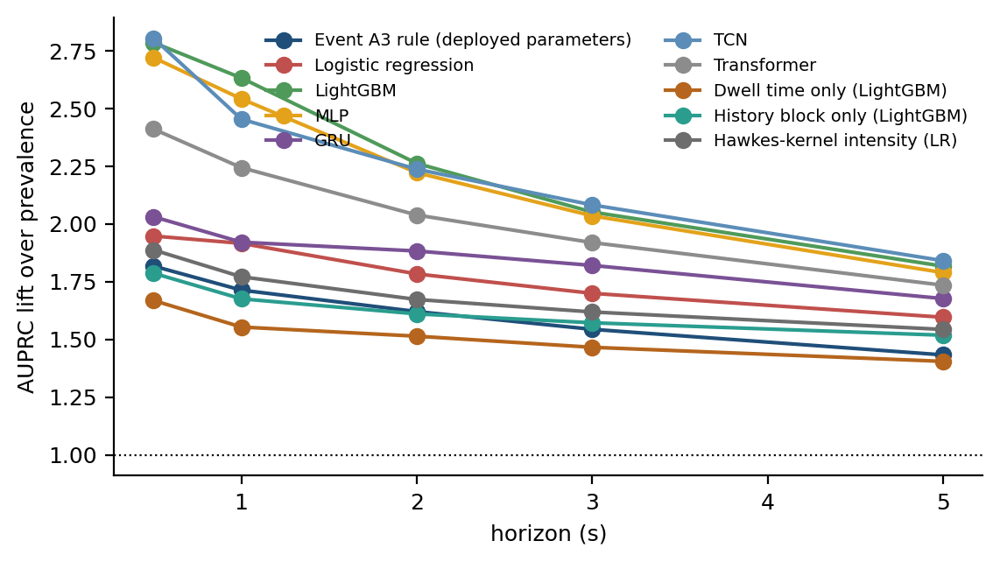 AUPRC lift over prevalence
2.75
2.50
2.25
2.00
1.75
1.50
1.25
1.00
Event A3 rule (deployed parameters)
Logistic regression
LightGBM
MLP
GRU
TCN
Transformer
Dwell time only (LightGBM)
History block only (LightGBM)
Hawkes-kernel intensity (LR)
1 2 3 4 5
horizon (s)